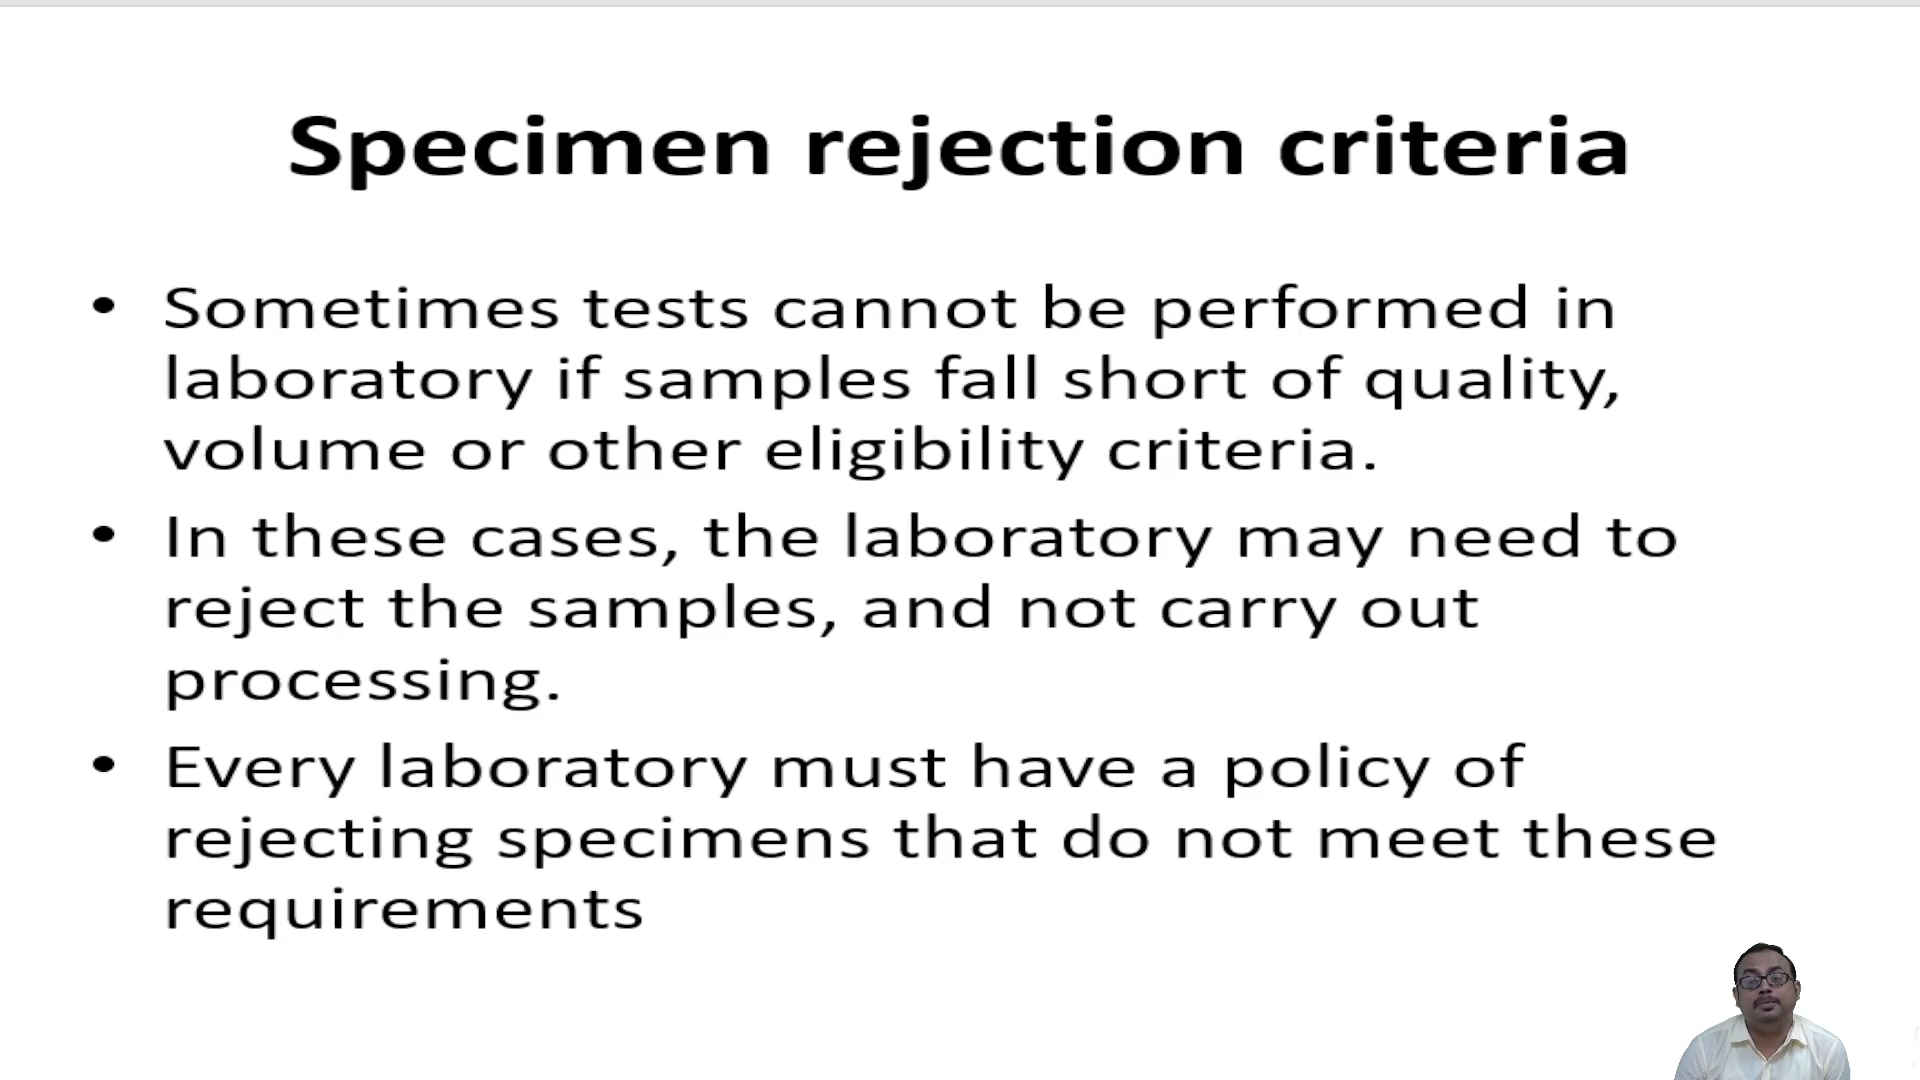 Specimen rejection criteria
• Sometimes tests cannot be performed in
laboratory if samples fall short of quality,
volume or other eligibility criteria.
• In these cases, the laboratory may need to
reject the samples, and not carry out
processing.
• Every laboratory must have a policy of
rejecting specimens that do not meet these
requirements